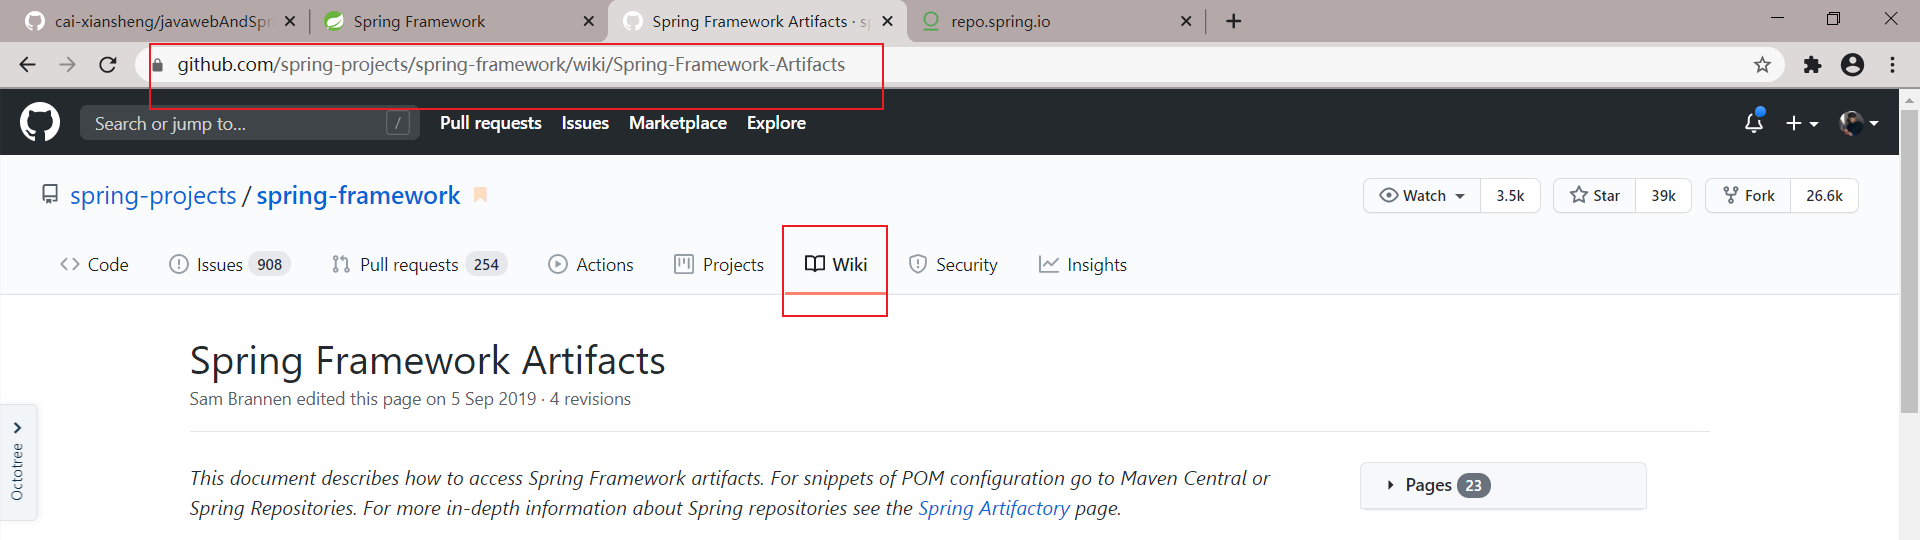 cai-xiansheng/javawebAndSpr
Spring Framework
Spring Framework Artifacts · sp
repo.spring.io
github.com/spring-projects/spring-framework/wiki/Spring-Framework-Artifacts
Search or jump to...
/
Pull requests
Issues
Marketplace
Explore
spring-projects / spring-framework
Watch
3.5k
Star
39k
Fork
26.6k
Code
Issues 908
Pull requests 254
Actions
Projects
Wiki
Security
Insights
Spring Framework Artifacts
Sam Brannen edited this page on 5 Sep 2019 · 4 revisions
Octotree
This document describes how to access Spring Framework artifacts. For snippets of POM configuration go to Maven Central or
Spring Repositories. For more in-depth information about Spring repositories see the Spring Artifactory page.
Pages 23